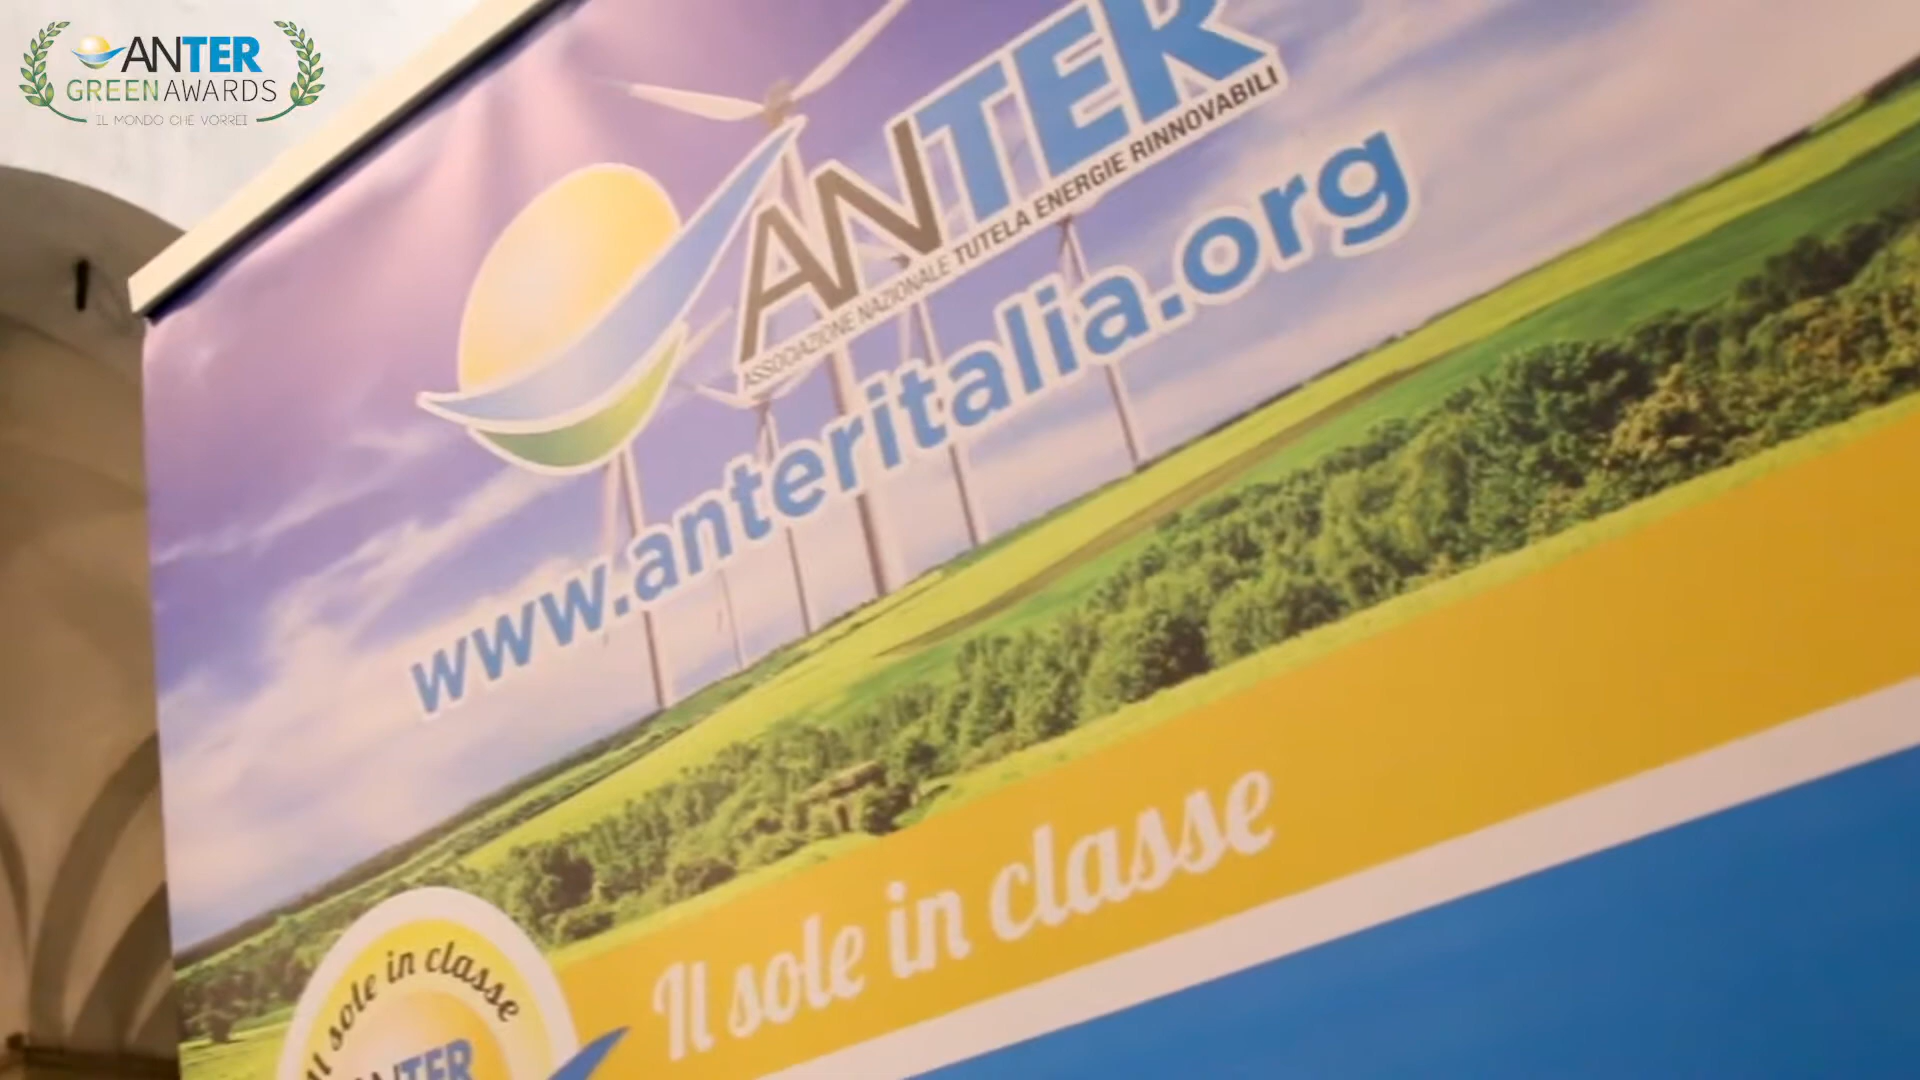 ANTER
GREEN AWARDS
IL MONDO CHE VORREI
ANTER
ASSOCIAZIONE NAZIONALE TUTELA ENERGIE RINNOVABILI
www.anteritalia.org
Il sole in classe
Il sole in classe
ANTER